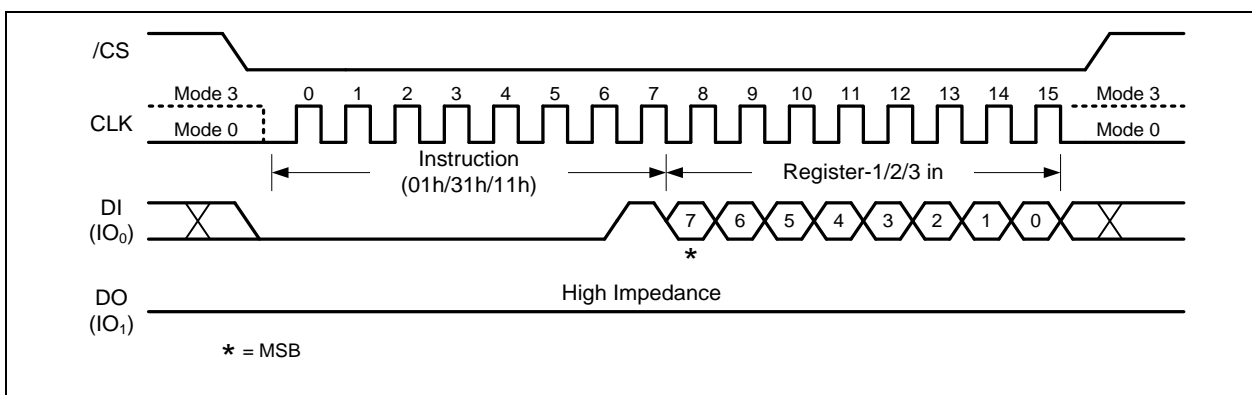 /CS
Mode 3 0 1 2 3 4 5 6 7 8 9 10 11 12 13 14 15 Mode 3
CLK Mode 0 Mode 0
Instruction
(01h/31h/11h)
Register-1/2/3 in
DI
(IO₀)
7 6 5 4 3 2 1 0
*
High Impedance
DO
(IO₁)
* = MSB